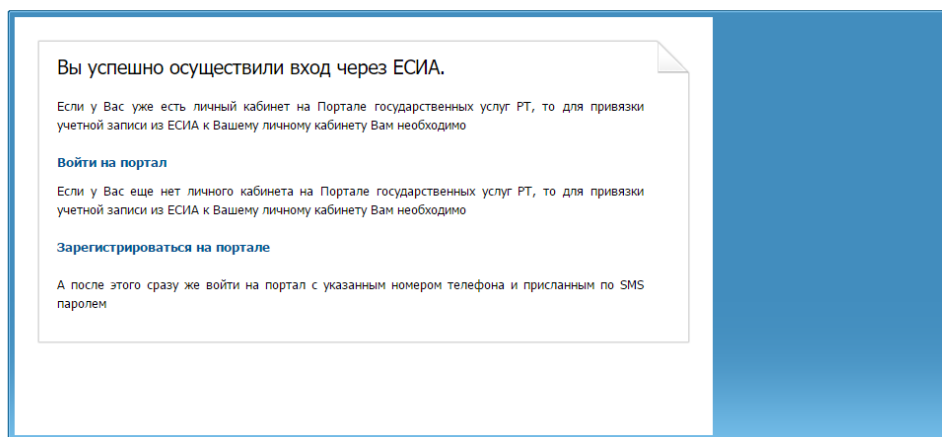 Вы успешно осуществили вход через ЕСИА.
Если у Вас уже есть личный кабинет на Портале государственных услуг РТ, то для привязки
учетной записи из ЕСИА к Вашему личному кабинету Вам необходимо
Войти на портал
Если у Вас еще нет личного кабинета на Портале государственных услуг РТ, то для привязки
учетной записи из ЕСИА к Вашему личному кабинету Вам необходимо
Зарегистрироваться на портале
А после этого сразу же войти на портал с указанным номером телефона и присланным по SMS
паролем